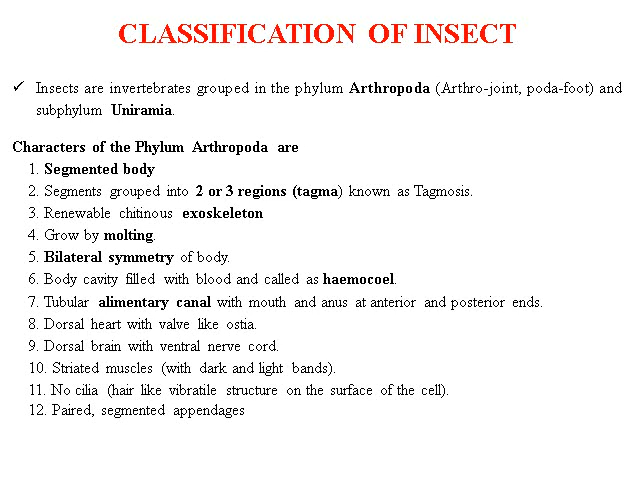 CLASSIFICATION OF INSECT
✓ Insects are invertebrates grouped in the phylum Arthropoda (Arthro-joint, poda-foot) and
subphylum Uniramia.
Characters of the Phylum Arthropoda are
1. Segmented body
2. Segments grouped into 2 or 3 regions (tagma) known as Tagmosis.
3. Renewable chitinous exoskeleton
4. Grow by molting.
5. Bilateral symmetry of body.
6. Body cavity filled with blood and called as haemocoel.
7. Tubular alimentary canal with mouth and anus at anterior and posterior ends.
8. Dorsal heart with valve like ostia.
9. Dorsal brain with ventral nerve cord.
10. Striated muscles (with dark and light bands).
11. No cilia (hair like vibratile structure on the surface of the cell).
12. Paired, segmented appendages